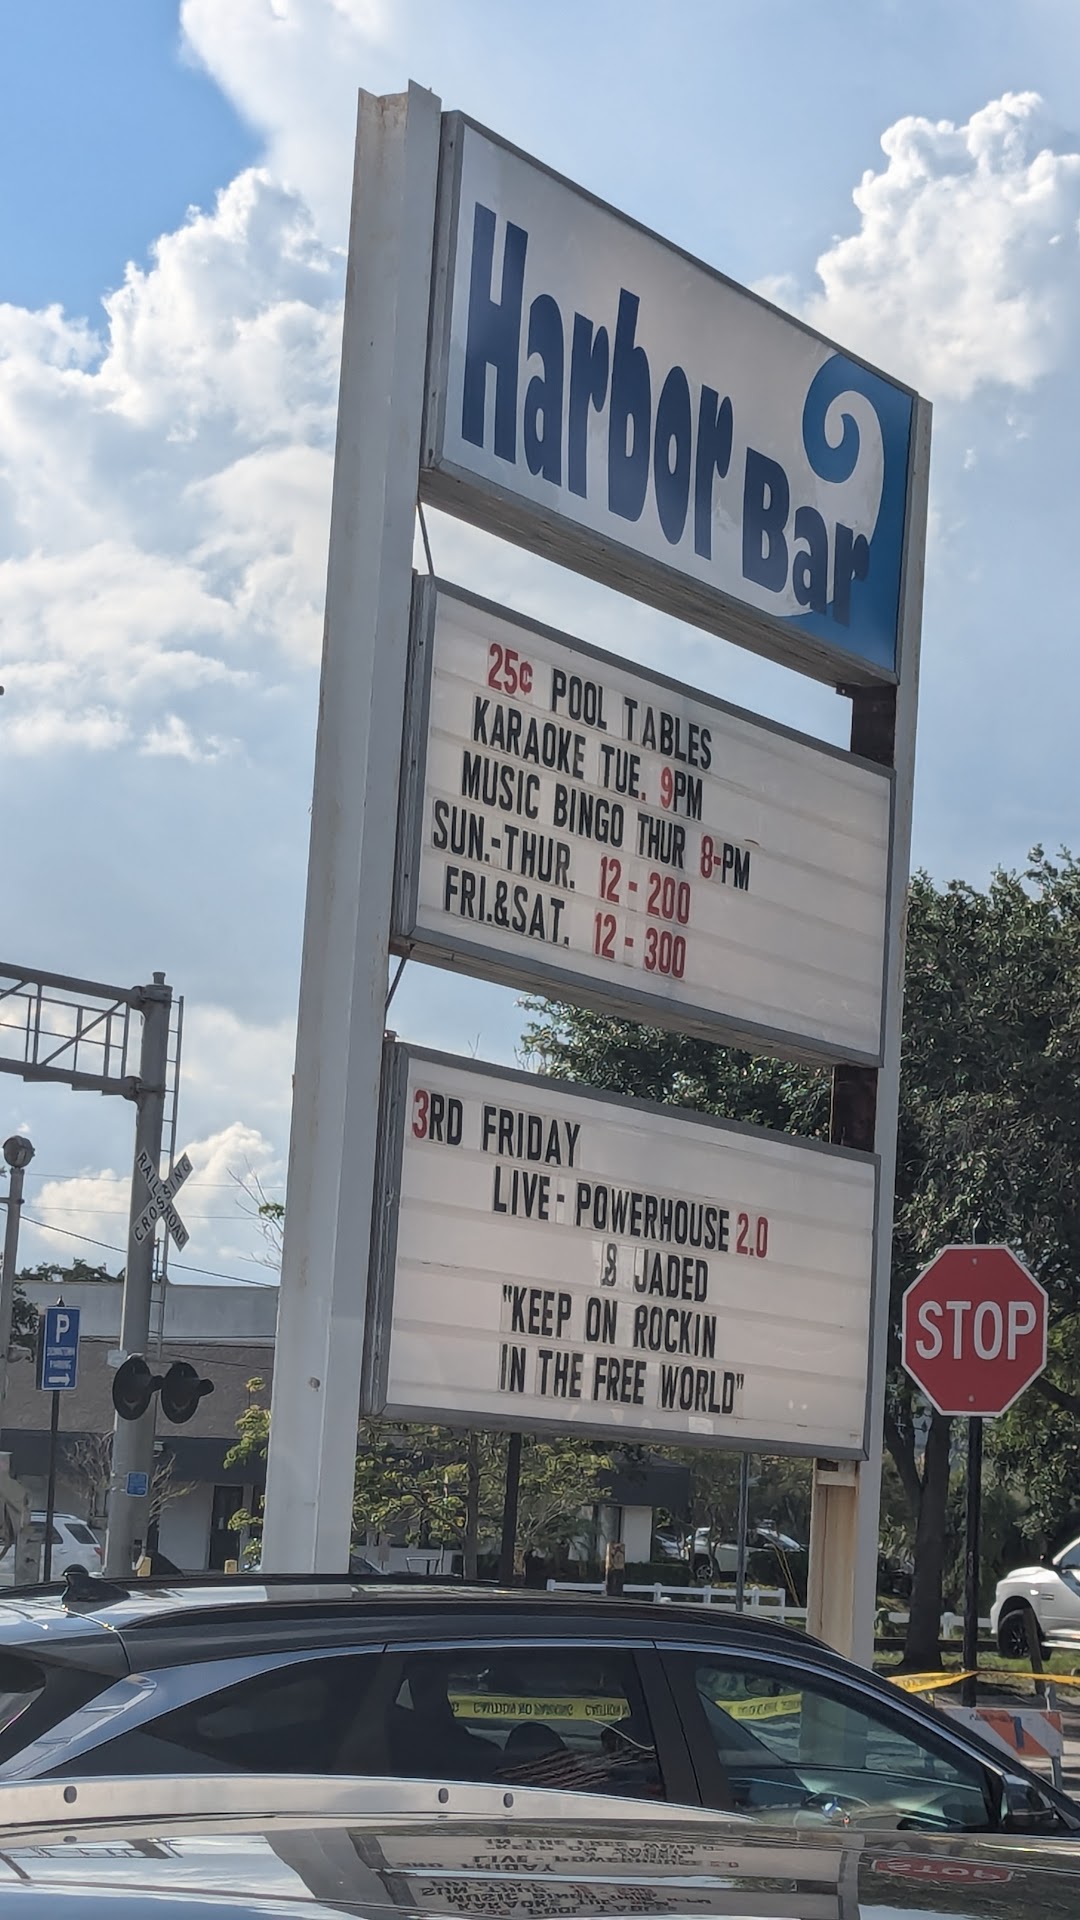 Harbor Bar
25¢ POOL TABLES
KARAOKE TUE. 9PM
MUSIC BINGO THUR 8-PM
SUN.-THUR. 12 - 200
FRI.&SAT. 12 - 300
3RD FRIDAY
LIVE- POWERHOUSE 2.0
& JADED
"KEEP ON ROCKIN
IN THE FREE WORLD"
RAILROAD
CROSSING
P
DOWNTOWN
PARKING
STOP